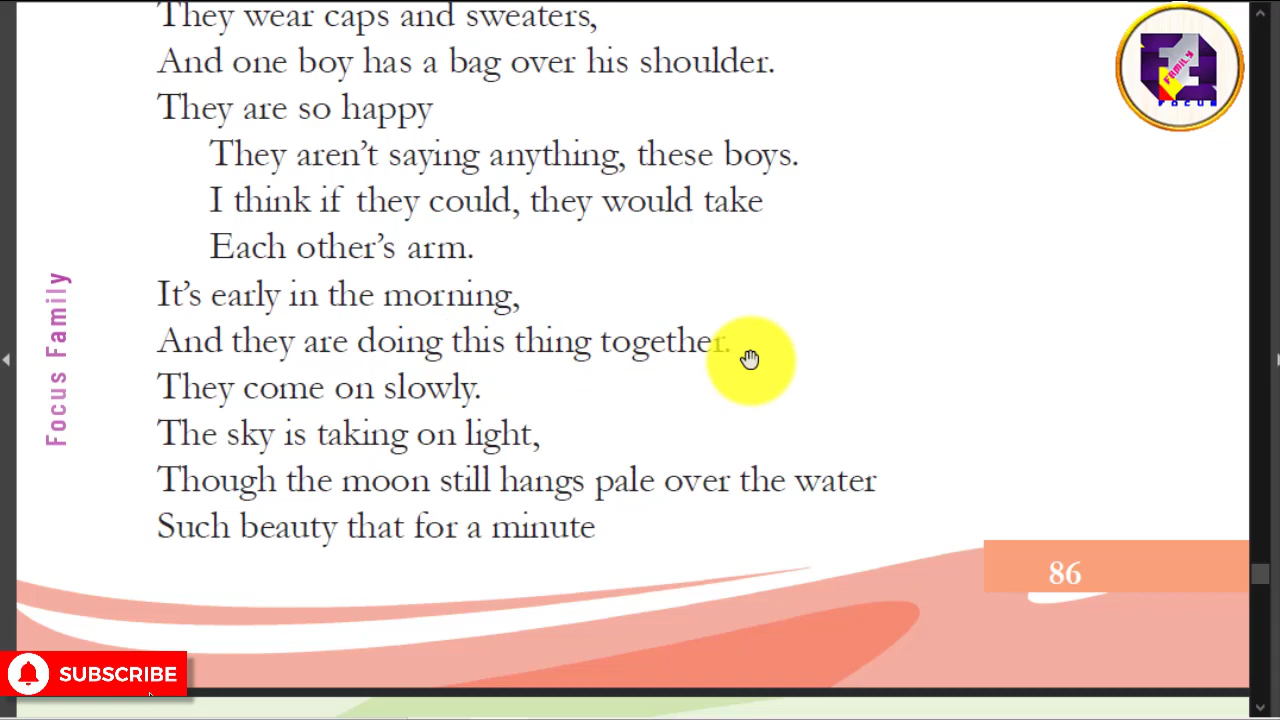 They wear caps and sweaters,
And one boy has a bag over his shoulder.
They are so happy
They aren't saying anything, these boys.
I think if they could, they would take
Each other's arm.
It's early in the morning,
And they are doing this thing together.
They come on slowly.
The sky is taking on light,
Though the moon still hangs pale over the water
Such beauty that for a minute
86
Focus Family
FAMILY
FOCUS
SUBSCRIBE